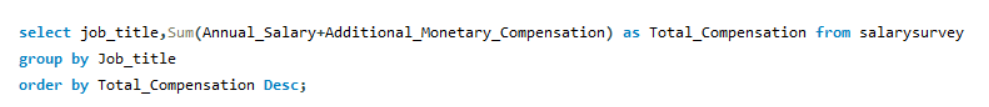 select job_title,Sum(Annual_Salary+Additional_Monetary_Compensation) as Total_Compensation from salarysurvey
group by Job_title
order by Total_Compensation Desc;